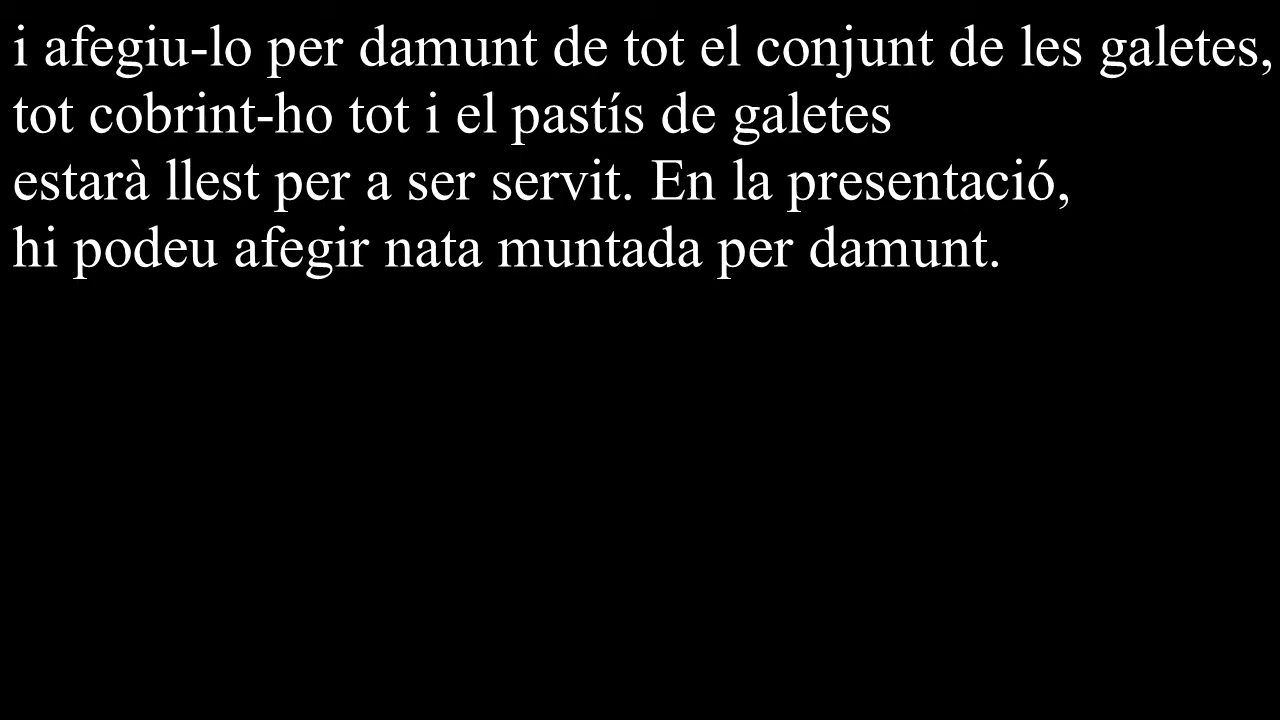 i afegiu-lo per damunt de tot el conjunt de les galetes,
tot cobrint-ho tot i el pastís de galetes
estarà llest per a ser servit. En la presentació,
hi podeu afegir nata muntada per damunt.